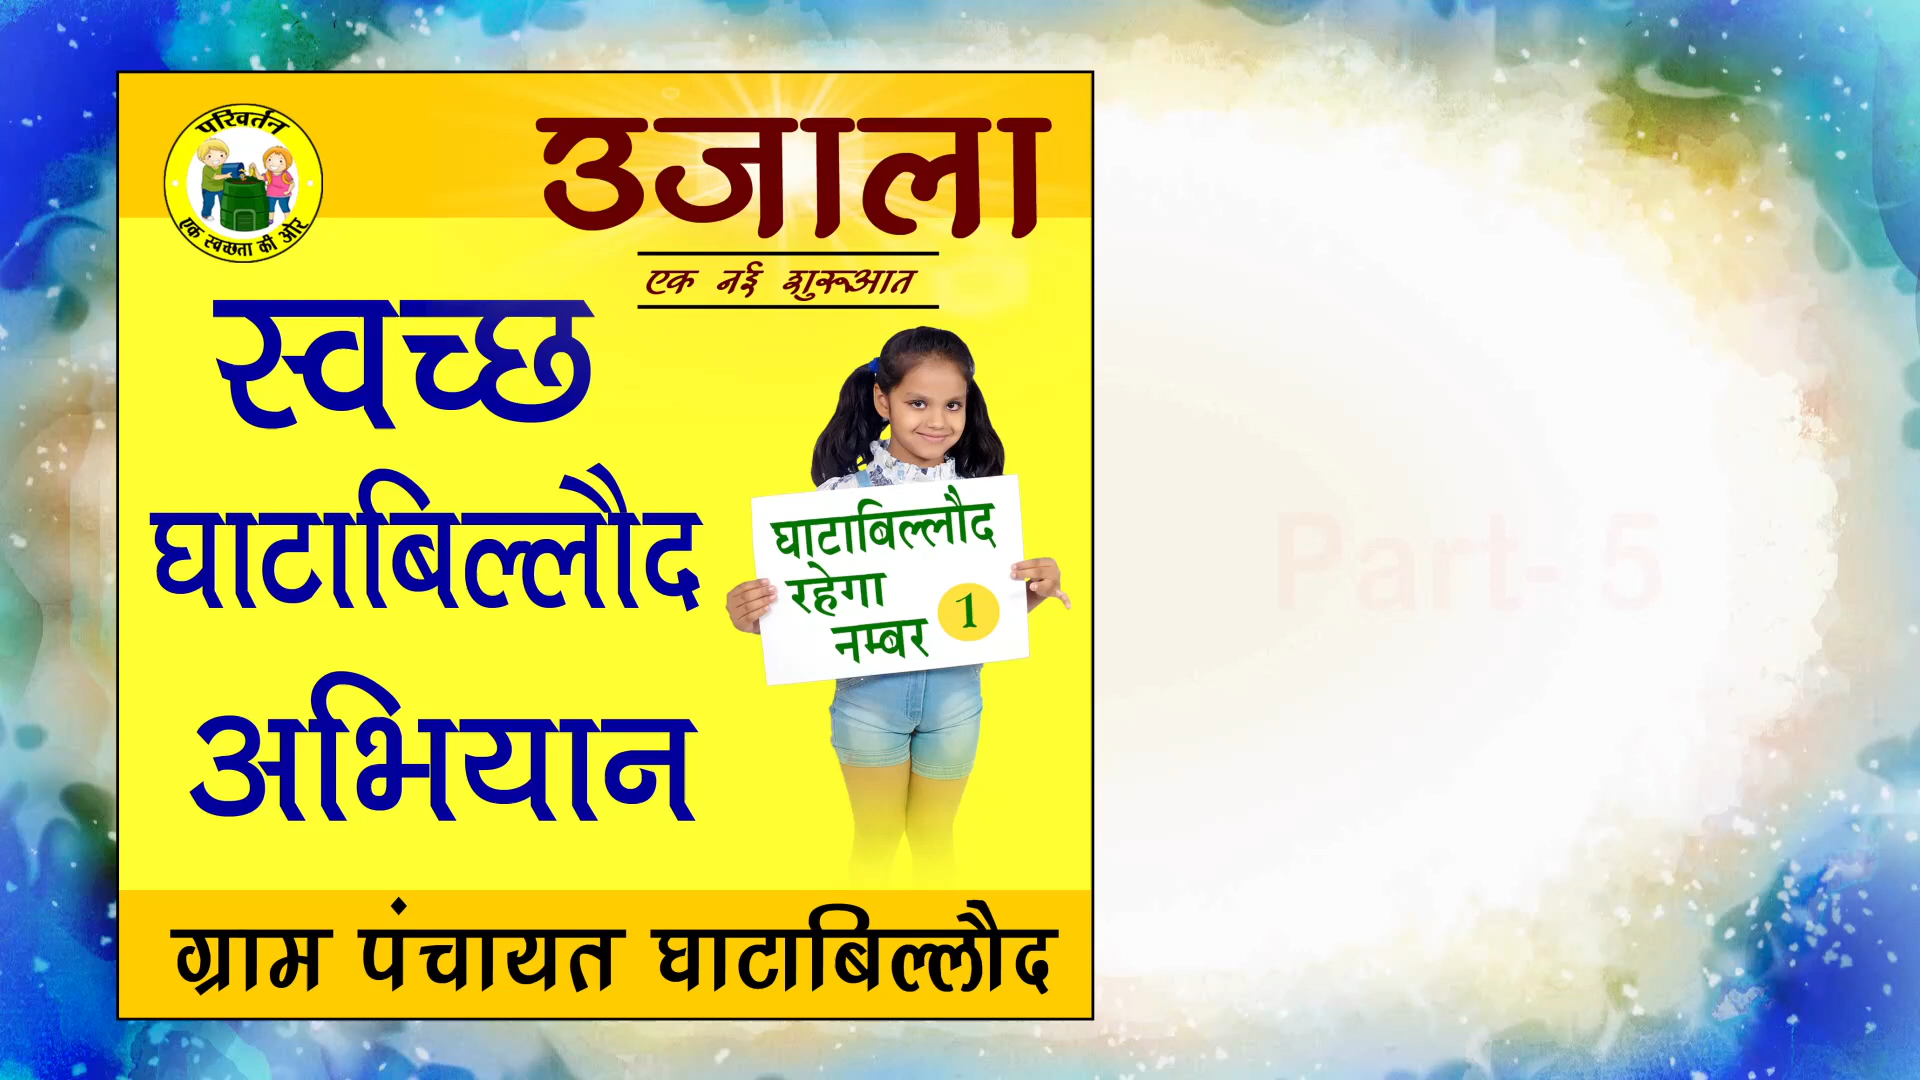 परिवर्तन
एक स्वच्छता की ओर
उजाला
एक नई शुरूआत
स्वच्छ
घाटाबिल्लौद
अभियान
घाटाबिल्लौद
रहेगा
नम्बर 1
ग्राम पंचायत घाटाबिल्लौद
Part- 5